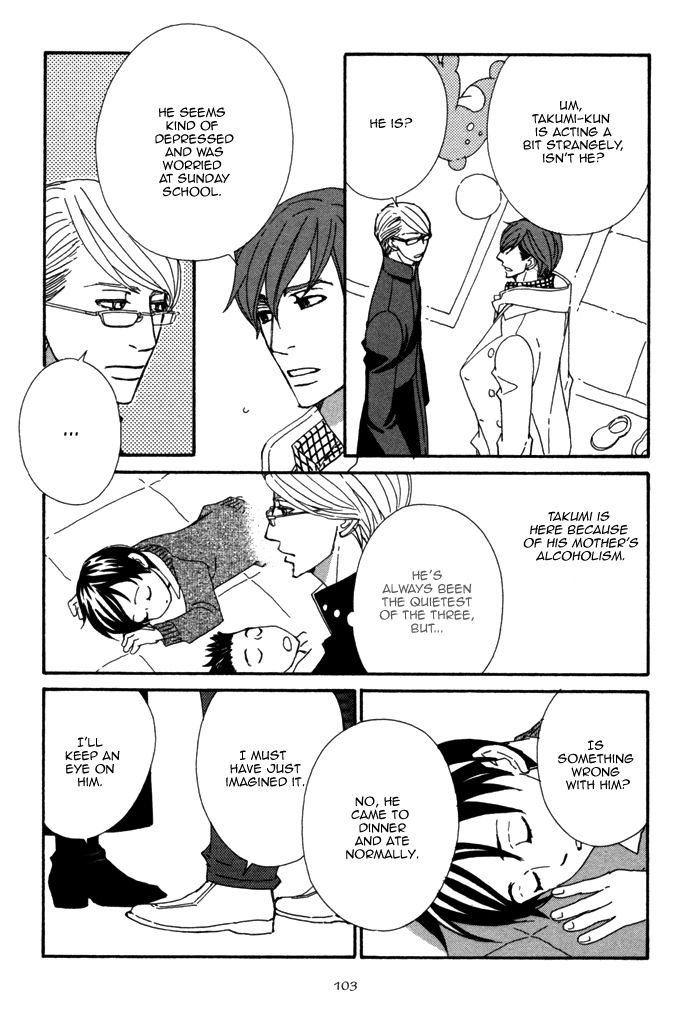 UM,
TAKUMI-KUN
IS ACTING A
BIT STRANGELY,
ISN'T HE?
HE IS?
HE SEEMS
KIND OF
DEPRESSED
AND WAS
WORRIED
AT SUNDAY
SCHOOL.
...
TAKUMI IS
HERE BECAUSE
OF HIS MOTHER'S
ALCOHOLISM.
HE'S
ALWAYS BEEN
THE QUIETEST
OF THE THREE,
BUT...
IS
SOMETHING
WRONG
WITH HIM?
NO, HE
CAME TO
DINNER
AND ATE
NORMALLY.
I MUST
HAVE JUST
IMAGINED IT.
I'LL
KEEP AN
EYE ON
HIM.
103